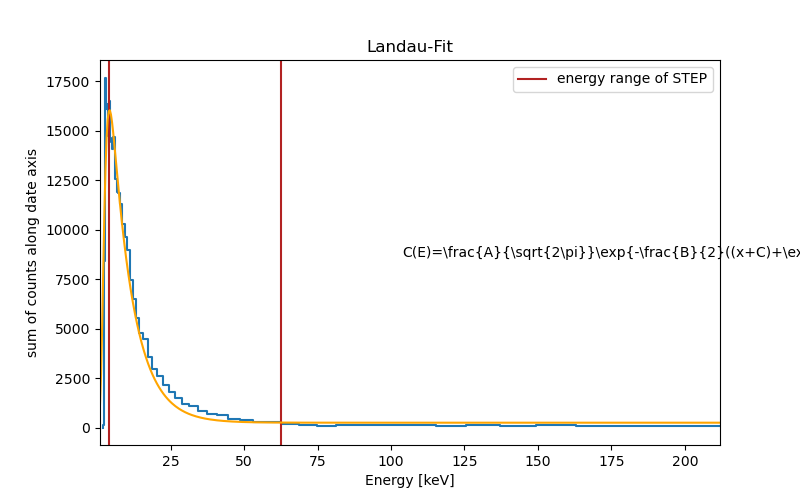 Landau-Fit
energy range of STEP
17500
15000
12500
10000
7500
5000
2500
0
sum of counts along date axis
C(E)=\frac{A}{\sqrt{2\pi}}\exp{-\frac{B}{2}((x+C)+\ex
25 50 75 100 125 150 175 200
Energy [keV]